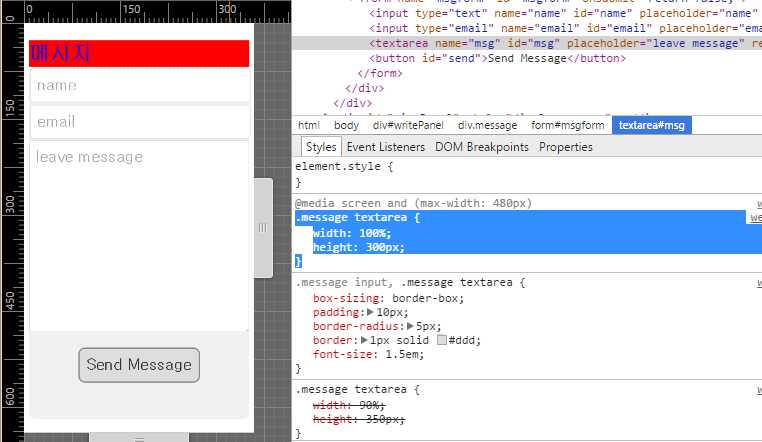 0 150 300
150
300
450
600
메시지
name
email
leave message
Send Message
<input type="text" name="name" id="name" placeholder="name"
<input type="email" name="email" id="email" placeholder="email
<textarea name="msg" id="msg" placeholder="leave message" re
<button id="send">Send Message</button>
</form>
</div>
</div>
html body div#writePanel div.message form#msgform textarea#msg
Styles Event Listeners DOM Breakpoints Properties
element.style {
}
@media screen and (max-width: 480px)
.message textarea { we
width: 100%;
height: 300px;
}
.message input, .message textarea {
box-sizing: border-box;
padding:▶10px;
border-radius:▶5px;
border:▶1px solid #ddd;
font-size: 1.5em;
}
.message textarea {
width: 90%;
height: 350px;
}